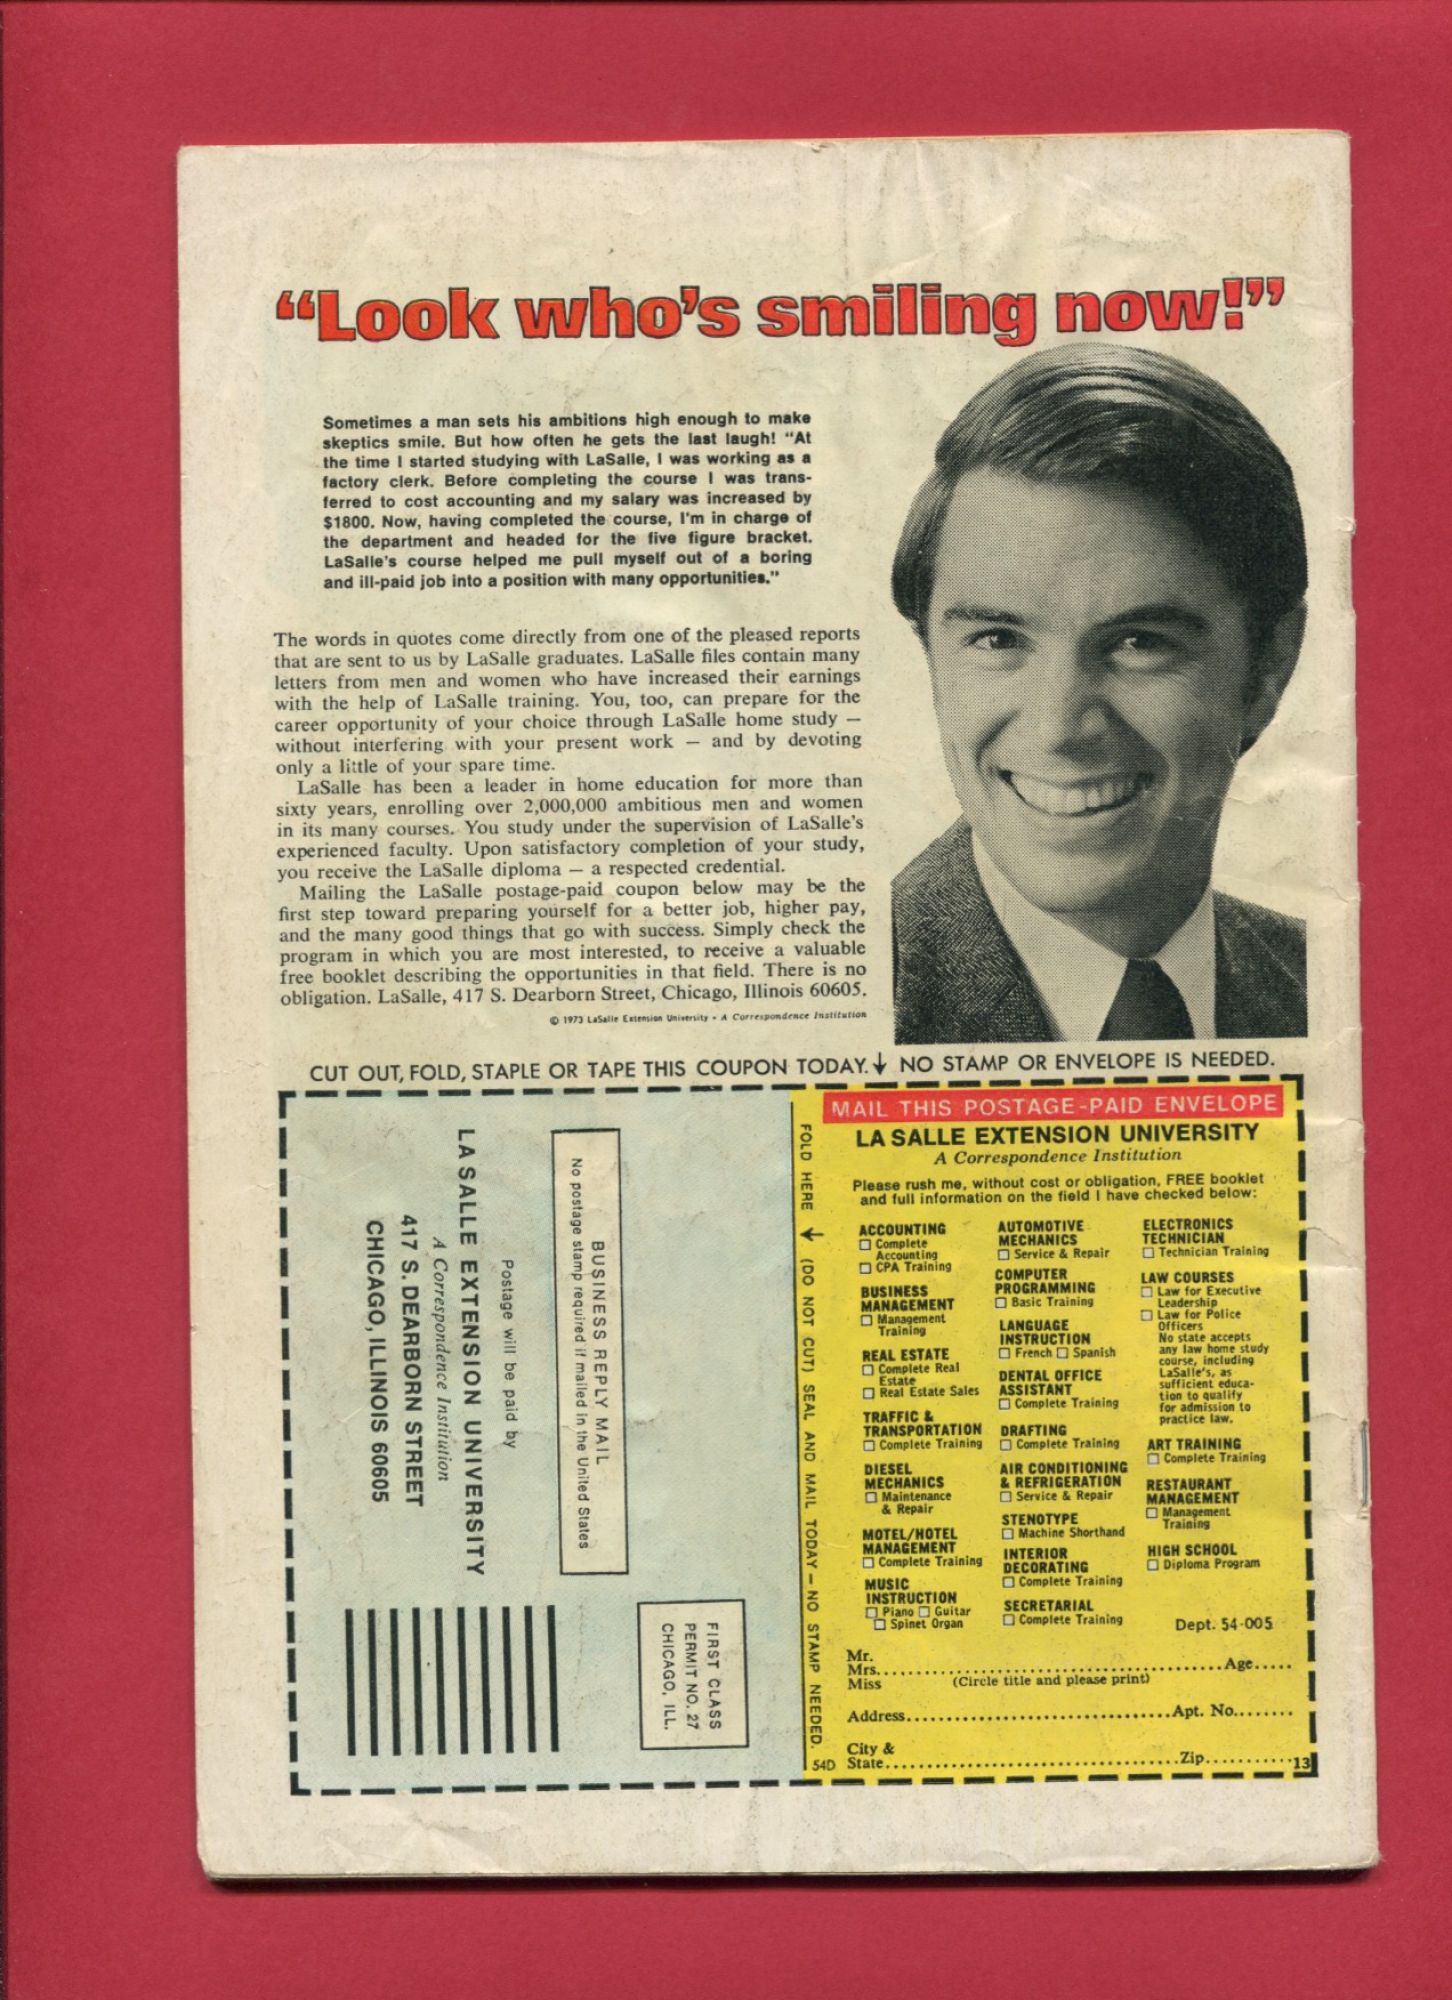 “Look who’s smiling now!”
Sometimes a man sets his ambitions high enough to make
skeptics smile. But how often he gets the last laugh! “At
the time I started studying with LaSalle, I was working as a
factory clerk. Before completing the course I was trans-
ferred to cost accounting and my salary was increased by
$1800. Now, having completed the course, I’m in charge of
the department and headed for the five figure bracket.
LaSalle’s course helped me pull myself out of a boring
and ill-paid job into a position with many opportunities.”
The words in quotes come directly from one of the pleased reports
that are sent to us by LaSalle graduates. LaSalle files contain many
letters from men and women who have increased their earnings
with the help of LaSalle training. You, too, can prepare for the
career opportunity of your choice through LaSalle home study —
without interfering with your present work — and by devoting
only a little of your spare time.
LaSalle has been a leader in home education for more than
sixty years, enrolling over 2,000,000 ambitious men and women
in its many courses. You study under the supervision of LaSalle’s
experienced faculty. Upon satisfactory completion of your study,
you receive the LaSalle diploma — a respected credential.
Mailing the LaSalle postage-paid coupon below may be the
first step toward preparing yourself for a better job, higher pay,
and the many good things that go with success. Simply check the
program in which you are most interested, to receive a valuable
free booklet describing the opportunities in that field. There is no
obligation. LaSalle, 417 S. Dearborn Street, Chicago, Illinois 60605.
© 1973 LaSalle Extension University • A Correspondence Institution
CUT OUT, FOLD, STAPLE OR TAPE THIS COUPON TODAY.↓ NO STAMP OR ENVELOPE IS NEEDED.
FIRST CLASS
PERMIT NO. 27
CHICAGO, ILL.
BUSINESS REPLY MAIL
No postage stamp required if mailed in the United States
Postage will be paid by
LA SALLE EXTENSION UNIVERSITY
A Correspondence Institution
417 S. DEARBORN STREET
CHICAGO, ILLINOIS 60605
FOLD HERE ↓ (DO NOT CUT) SEAL AND MAIL TODAY — NO STAMP NEEDED.
MAIL THIS POSTAGE-PAID ENVELOPE
LA SALLE EXTENSION UNIVERSITY
A Correspondence Institution
Please rush me, without cost or obligation, FREE booklet
and full information on the field I have checked below:
ACCOUNTING
☐ Complete
Accounting
☐ CPA Training
BUSINESS
MANAGEMENT
☐ Management
Training
REAL ESTATE
☐ Complete Real
Estate
☐ Real Estate Sales
TRAFFIC &
TRANSPORTATION
☐ Complete Training
DIESEL
MECHANICS
☐ Maintenance
& Repair
MOTEL/HOTEL
MANAGEMENT
☐ Complete Training
MUSIC
INSTRUCTION
☐ Piano ☐ Guitar
☐ Spinet Organ
AUTOMOTIVE
MECHANICS
☐ Service & Repair
COMPUTER
PROGRAMMING
☐ Basic Training
LANGUAGE
INSTRUCTION
☐ French ☐ Spanish
DENTAL OFFICE
ASSISTANT
☐ Complete Training
DRAFTING
☐ Complete Training
AIR CONDITIONING
& REFRIGERATION
☐ Service & Repair
STENOTYPE
☐ Machine Shorthand
INTERIOR
DECORATING
☐ Complete Training
SECRETARIAL
☐ Complete Training
ELECTRONICS
TECHNICIAN
☐ Technician Training
LAW COURSES
☐ Law for Executive
Leadership
☐ Law for Police
Officers
No state accepts
any law home study
course, including
LaSalle’s, as
sufficient educa-
tion to qualify
for admission to
practice law.
ART TRAINING
☐ Complete Training
RESTAURANT
MANAGEMENT
☐ Management
Training
HIGH SCHOOL
☐ Diploma Program
Dept. 54-005
Mr.
Mrs. Age
Miss (Circle title and please print)
Address Apt. No.
City &
State Zip 13
54D